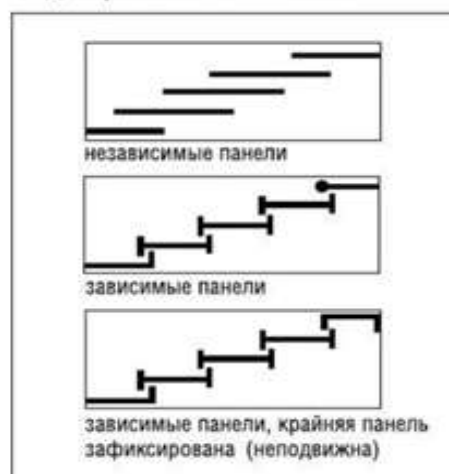 независимые панели
зависимые панели
зависимые панели, крайняя панель
зафиксирована (неподвижна)